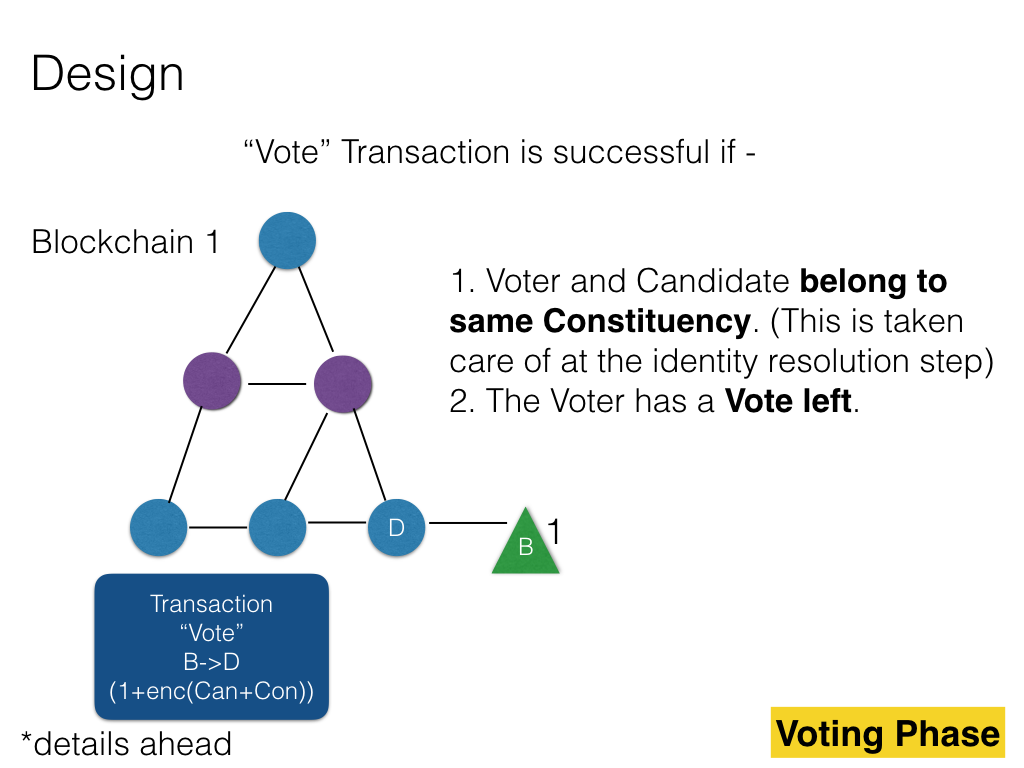 Design
“Vote” Transaction is successful if -
Blockchain 1
1. Voter and Candidate belong to
same Constituency. (This is taken
care of at the identity resolution step)
2. The Voter has a Vote left.
D
B
1
Transaction
“Vote”
B->D
(1+enc(Can+Con))
*details ahead
Voting Phase